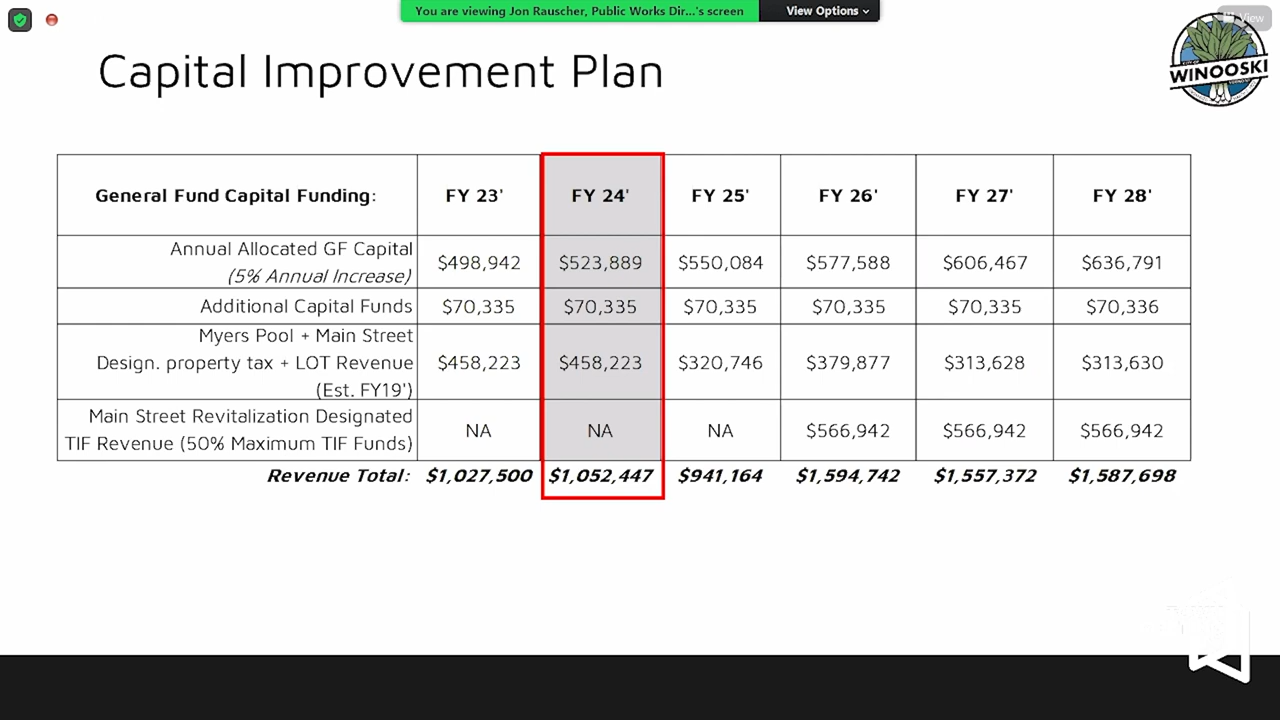 You are viewing Jon Rauscher, Public Works Dir...'s screen
View Options
View
Capital Improvement Plan
WINOOSKI
General Fund Capital Funding: FY 23' FY 24' FY 25' FY 26' FY 27' FY 28'
Annual Allocated GF Capital
(5% Annual Increase) $498,942 $523,889 $550,084 $577,588 $606,467 $636,791
Additional Capital Funds $70,335 $70,335 $70,335 $70,335 $70,335 $70,336
Myers Pool + Main Street
Design. property tax + LOT Revenue $458,223 $458,223 $320,746 $379,877 $313,628 $313,630
(Est. FY19')
Main Street Revitalization Designated
TIF Revenue (50% Maximum TIF Funds) NA NA NA $566,942 $566,942 $566,942
Revenue Total: $1,027,500 $1,052,447 $941,164 $1,594,742 $1,557,372 $1,587,698